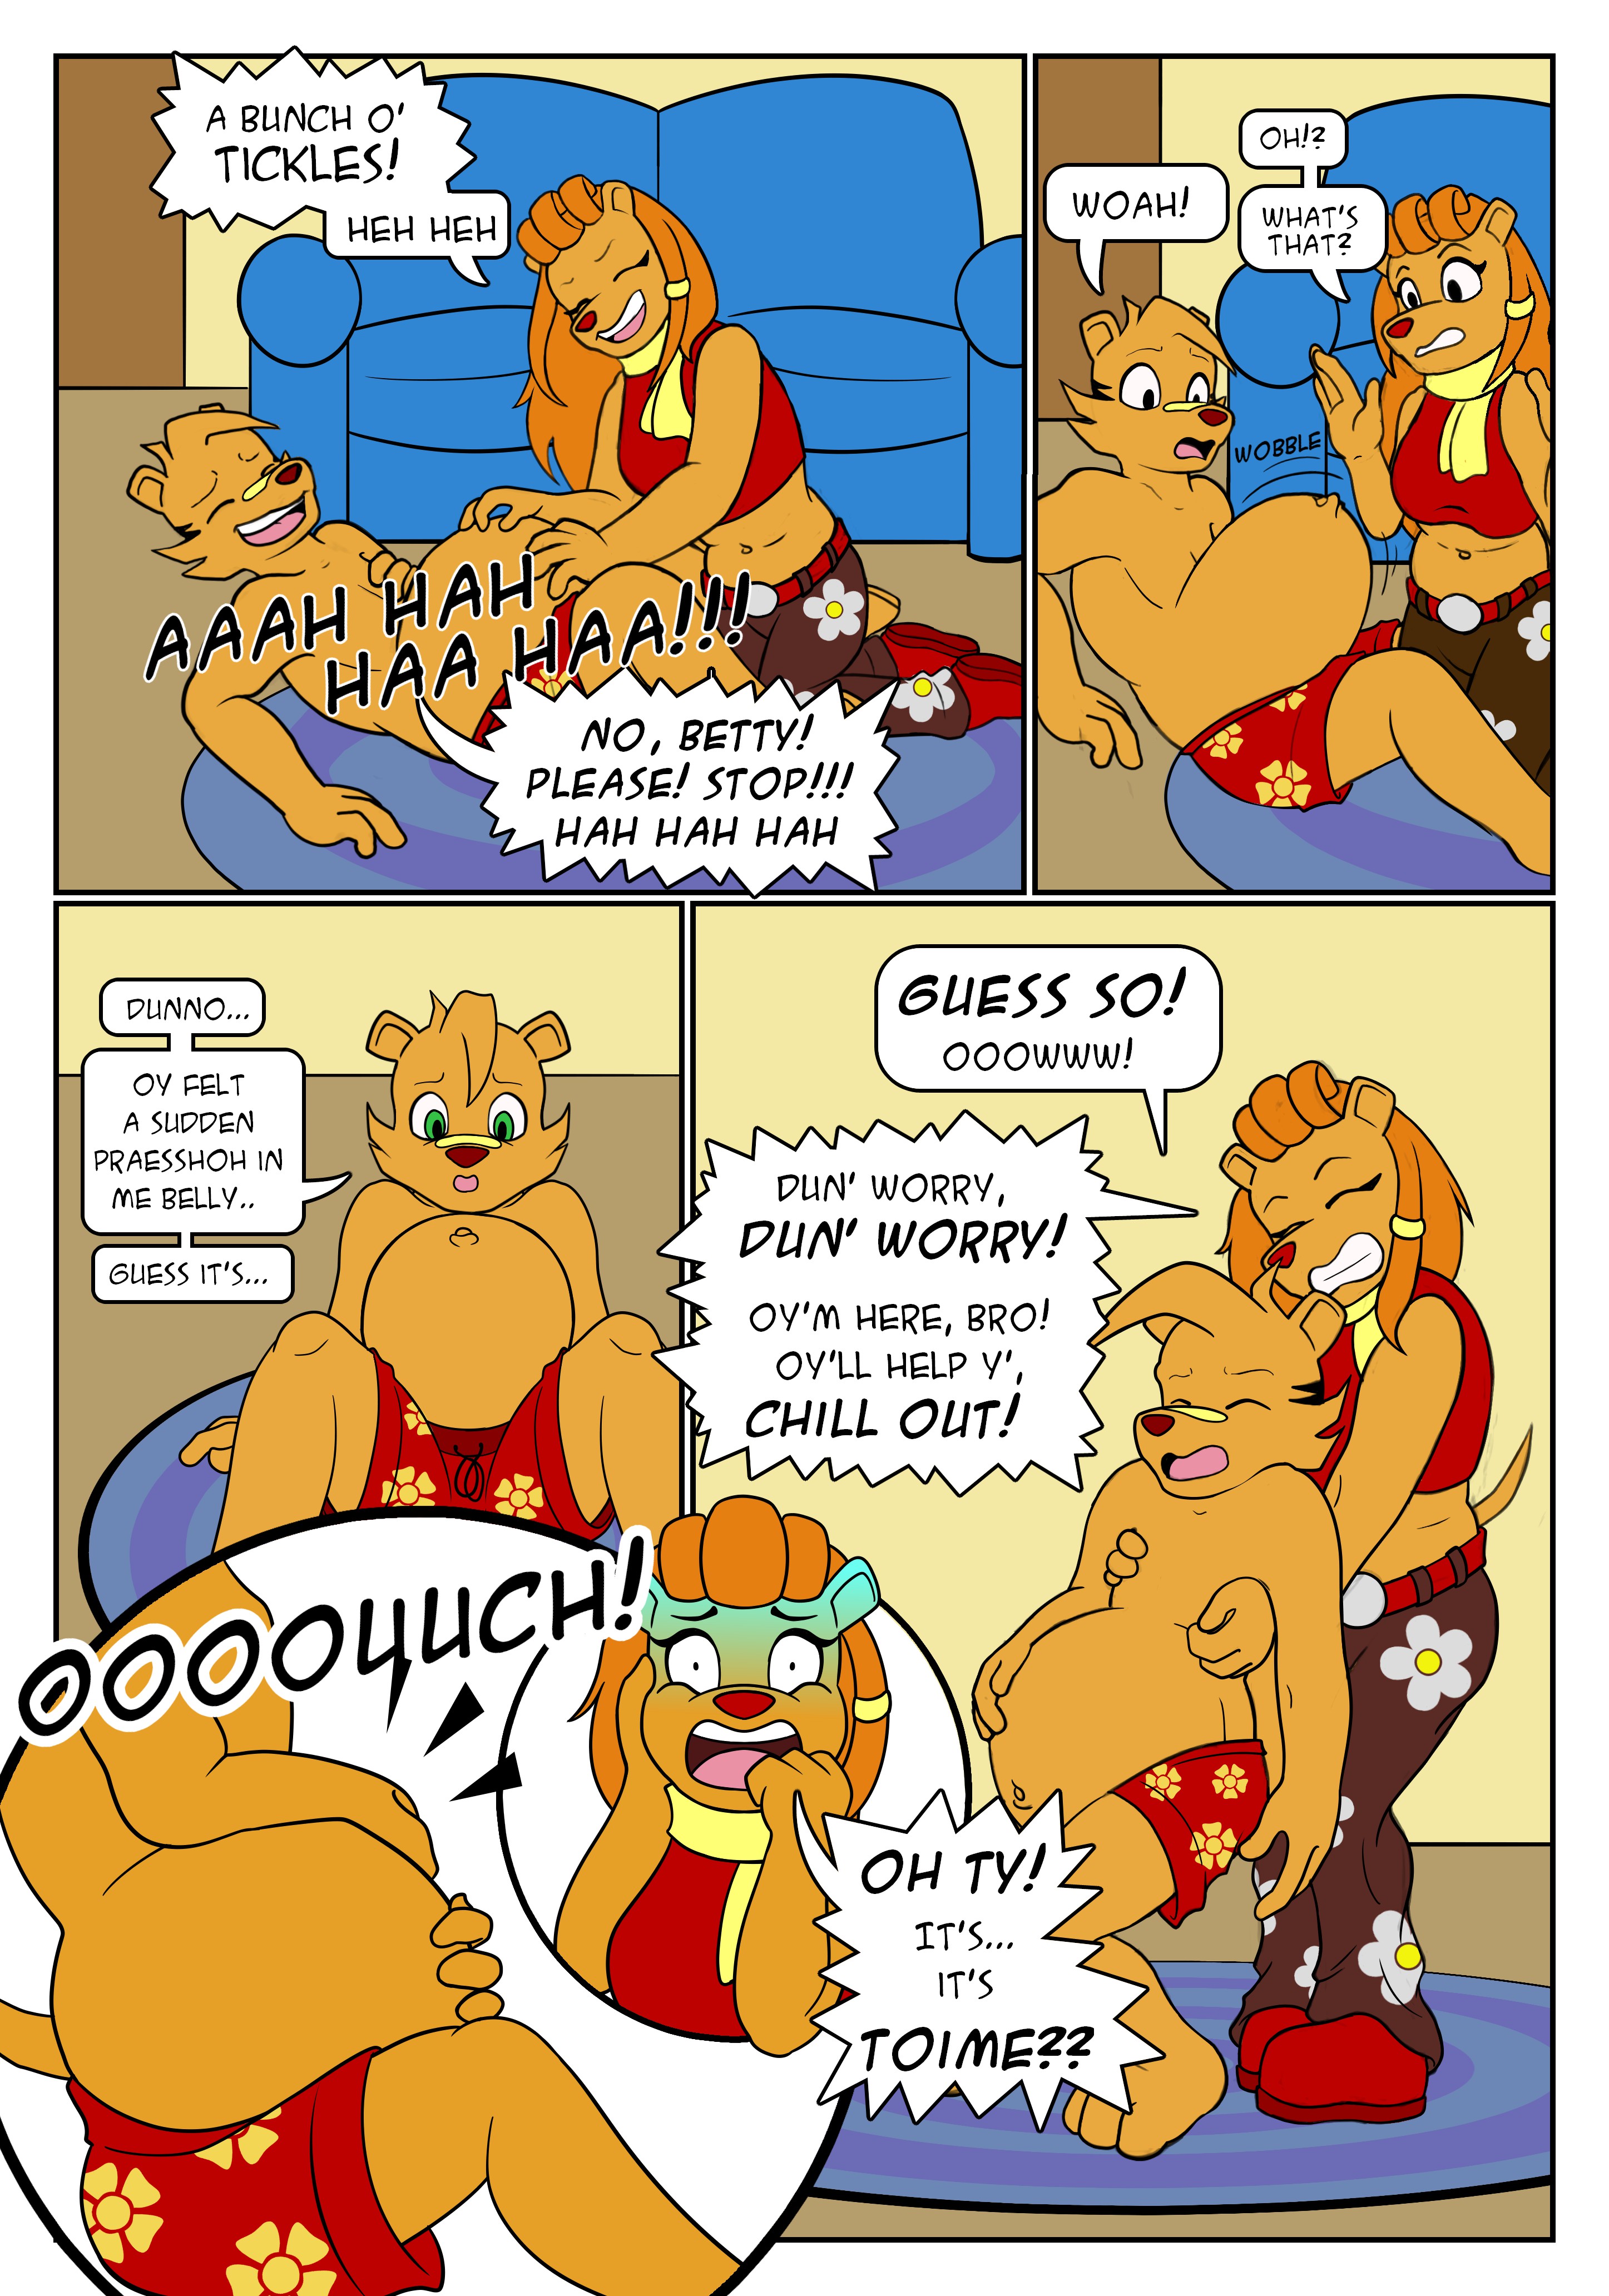 A BUNCH O'
TICKLES!
HEH HEH
AAAH HAH
HAA HAA!!!
NO, BETTY!
PLEASE! STOP!!!
HAH HAH HAH
WOAH!
OH!?
WHAT'S
THAT?
WOBBLE
DUNNO...
OY FELT
A SUDDEN
PRAESSHOH IN
ME BELLY..
GUESS IT'S...
OOOOUUCH!
OH TY!
IT'S...
IT'S
TOIME??
GUESS SO!
OOOWWW!
DUN' WORRY,
DUN' WORRY!
OY'M HERE, BRO!
OY'LL HELP Y',
CHILL OUT!